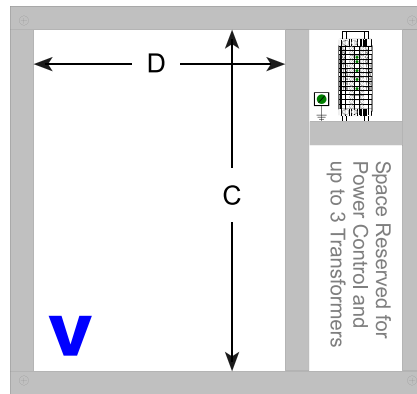 D
C
V
Space Reserved for
Power Control and
up to 3 Transformers